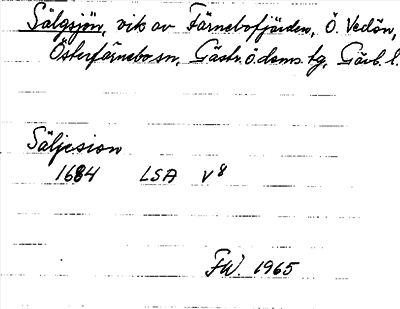 Sälgsjön, vik av Färnebofjärden, Ö. Vedön,
Österfärnebo sn, Gästr. ö. doms. tg, Gävl. l.
Säljesion
1684 LSA V8
FW. 1965